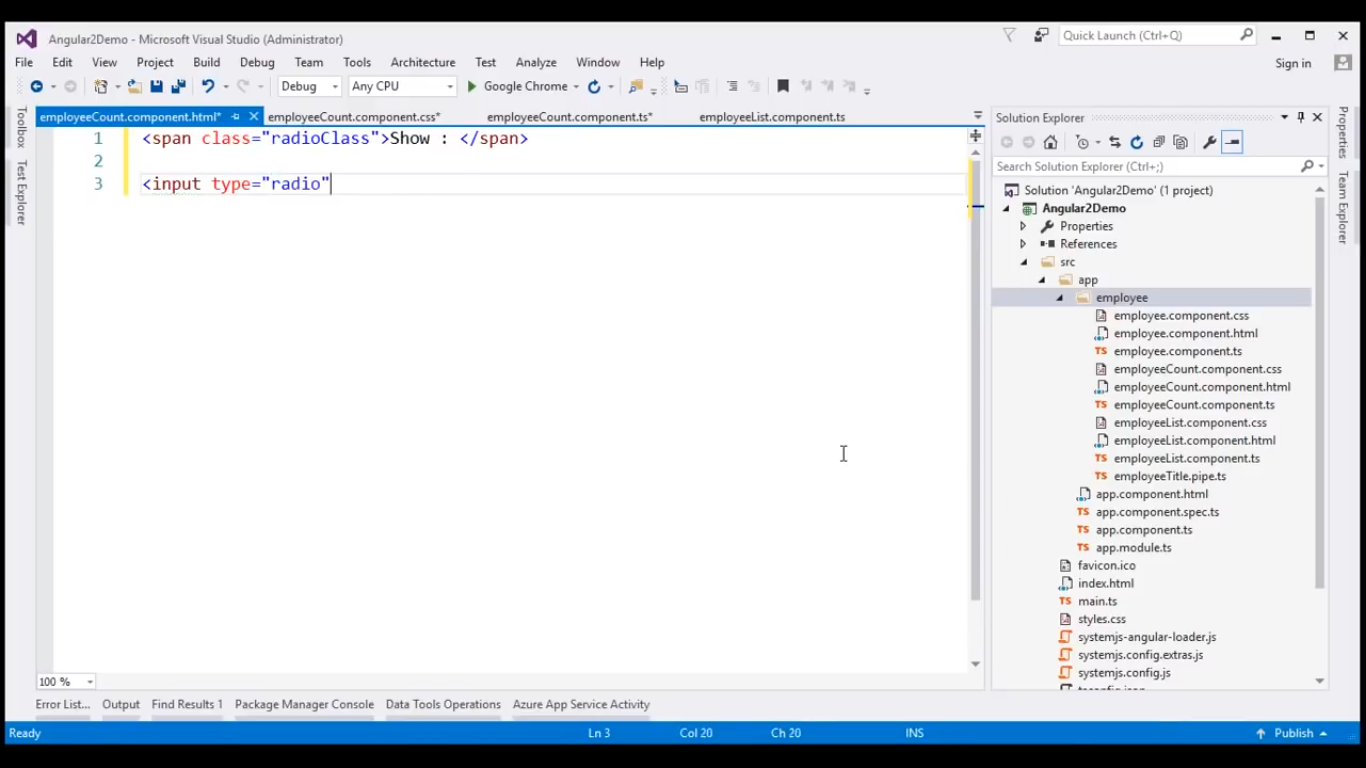 Angular2Demo - Microsoft Visual Studio (Administrator)
Quick Launch (Ctrl+Q)
File Edit View Project Build Debug Team Tools Architecture Test Analyze Window Help
Sign in
Debug Any CPU Google Chrome
Toolbox
Test Explorer
employeeCount.component.html* employeeCount.component.css* employeeCount.component.ts* employeeList.component.ts
1 <span class="radioClass">Show : </span>
2
3 <input type="radio"
100 %
Solution Explorer
Search Solution Explorer (Ctrl+;)
Solution 'Angular2Demo' (1 project)
Angular2Demo
Properties
References
src
app
employee
employee.component.css
employee.component.html
employee.component.ts
employeeCount.component.css
employeeCount.component.html
employeeCount.component.ts
employeeList.component.css
employeeList.component.html
employeeList.component.ts
employeeTitle.pipe.ts
app.component.html
app.component.spec.ts
app.component.ts
app.module.ts
favicon.ico
index.html
main.ts
styles.css
systemjs-angular-loader.js
systemjs.config.extras.js
systemjs.config.js
Properties
Team Explorer
Error List... Output Find Results 1 Package Manager Console Data Tools Operations Azure App Service Activity
Ready Ln 3 Col 20 Ch 20 INS Publish